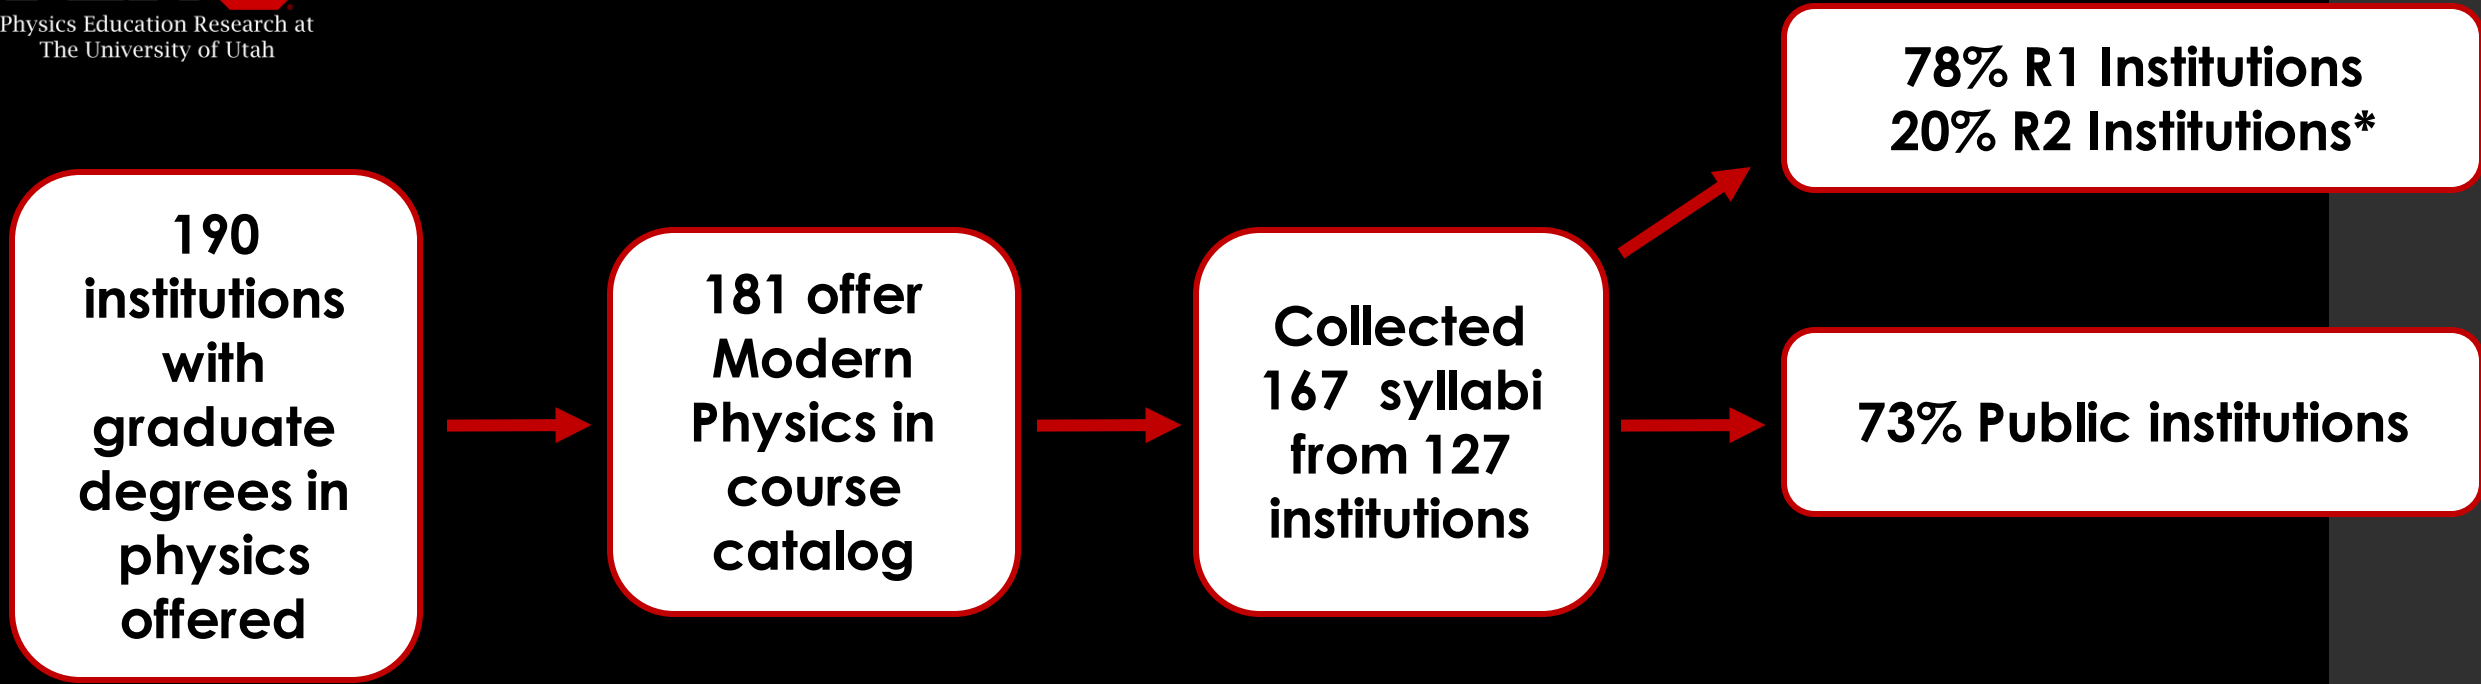 Physics Education Research at
The University of Utah
190
institutions
with
graduate
degrees in
physics
offered
181 offer
Modern
Physics in
course
catalog
Collected
167 syllabi
from 127
institutions
78% R1 Institutions
20% R2 Institutions*
73% Public institutions